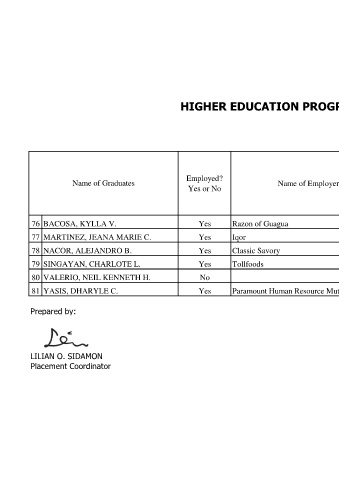 HIGHER EDUCATION PROGR
Name of Graduates Employed? Yes or No Name of Employer
76 BACOSA, KYLLA V. Yes Razon of Guagua
77 MARTINEZ, JEANA MARIE C. Yes Iqor
78 NACOR, ALEJANDRO B. Yes Classic Savory
79 SINGAYAN, CHARLOTE L. Yes Tollfoods
80 VALERIO, NEIL KENNETH H. No
81 YASIS, DHARYLE C. Yes Paramount Human Resource Mut
Prepared by:
LILIAN O. SIDAMON
Placement Coordinator